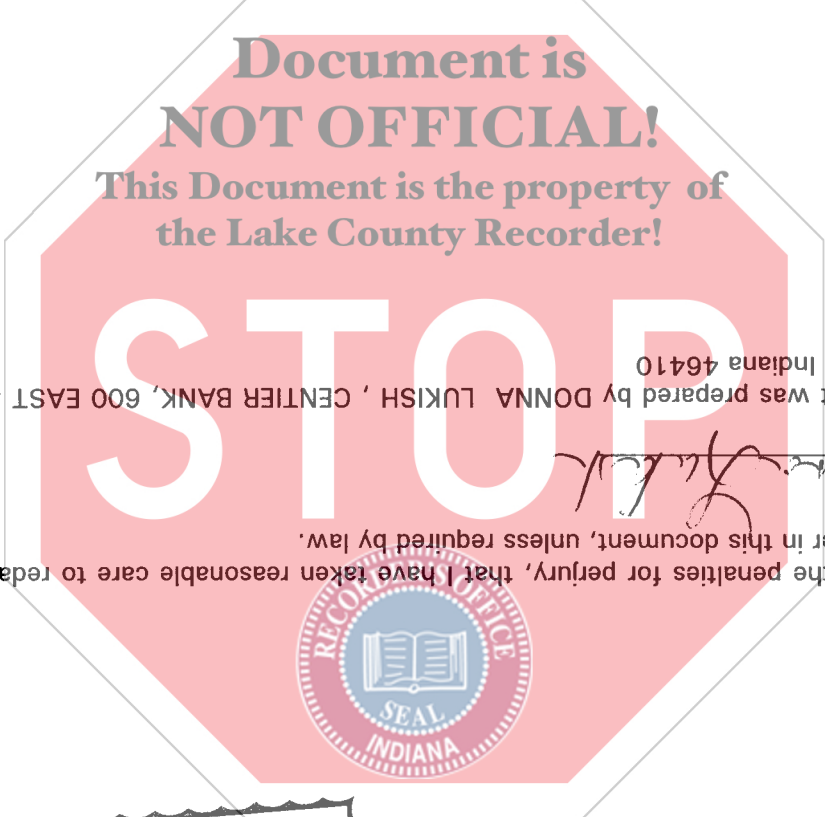 Document is
NOT OFFICIAL!
This Document is the property of
the Lake County Recorder!
STOP
RECORDER'S OFFICE
SEAL
INDIANA
the penalties for perjury, that I have taken reasonable care to
in this document, unless required by law.
was prepared by DONNA LUKISH , CENTIER BANK, 600 EAST
Indiana 46410